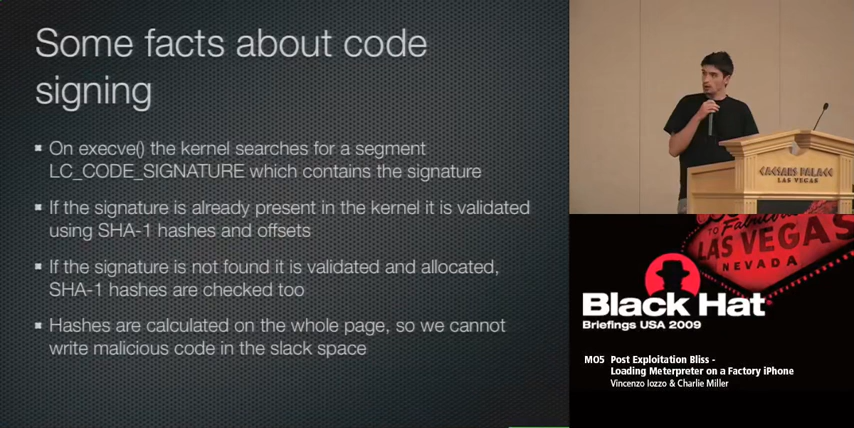 Some facts about code
signing
On execve() the kernel searches for a segment
LC_CODE_SIGNATURE which contains the signature
If the signature is already present in the kernel it is validated
using SHA-1 hashes and offsets
If the signature is not found it is validated and allocated,
SHA-1 hashes are checked too
Hashes are calculated on the whole page, so we cannot
write malicious code in the slack space
CAESARS PALACE
LAS VEGAS
TO Fabulous
LAS VEGAS
NEVADA
Black Hat
Briefings USA 2009
MO5 Post Exploitation Bliss -
Loading Meterpreter on a Factory iPhone
Vincenzo Iozzo & Charlie Miller